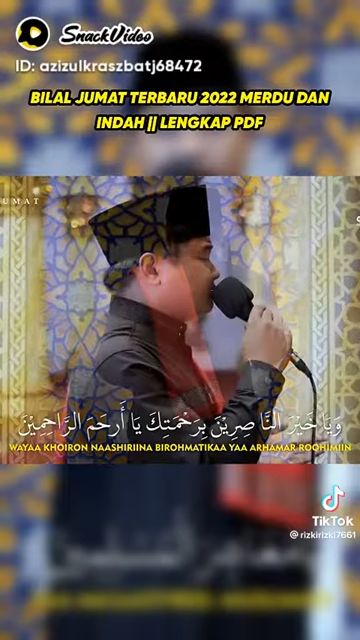 SnackVideo
ID: azizulkraszbatj68472
BILAL JUMAT TERBARU 2022 MERDU DAN
INDAH || LENGKAP PDF
UMAT
وَيَا خَيْرَ النَّاصِرِيْنَ بِرَحْمَتِكَ يَا أَرْحَمَ الرَّاحِمِيْنَ
WAYAA KHOIRON NAASHIRIINA BIROHMATIKAA YAA ARHAMAR ROOHIMIIN
TikTok
@rizkirizki7661